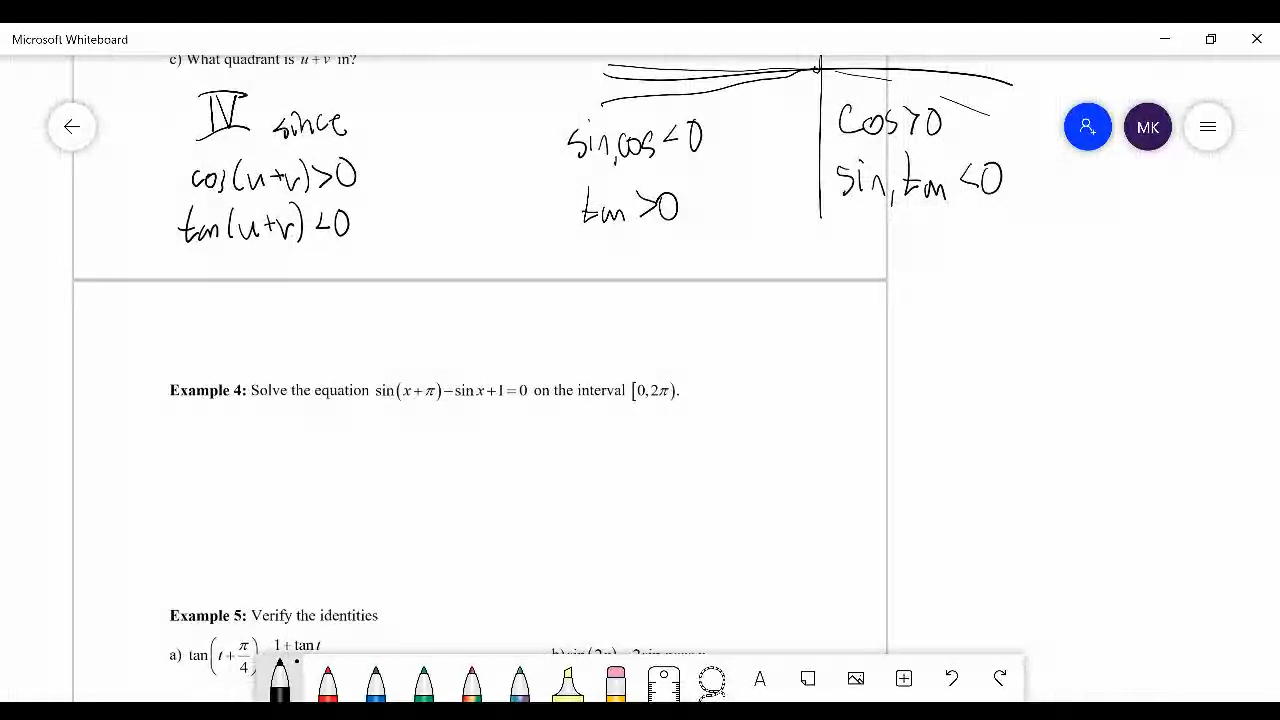 Microsoft Whiteboard
c) What quadrant is u + v in?
IV since
cos(u+v)>0
tan(u+v)<0
sin, cos <0
tan >0
cos>0
sin, tan <0
MK
Example 4: Solve the equation sin(x+π)−sin x+1=0 on the interval [0,2π).
Example 5: Verify the identities
a) tan(t+π/4) 1+tan t
A